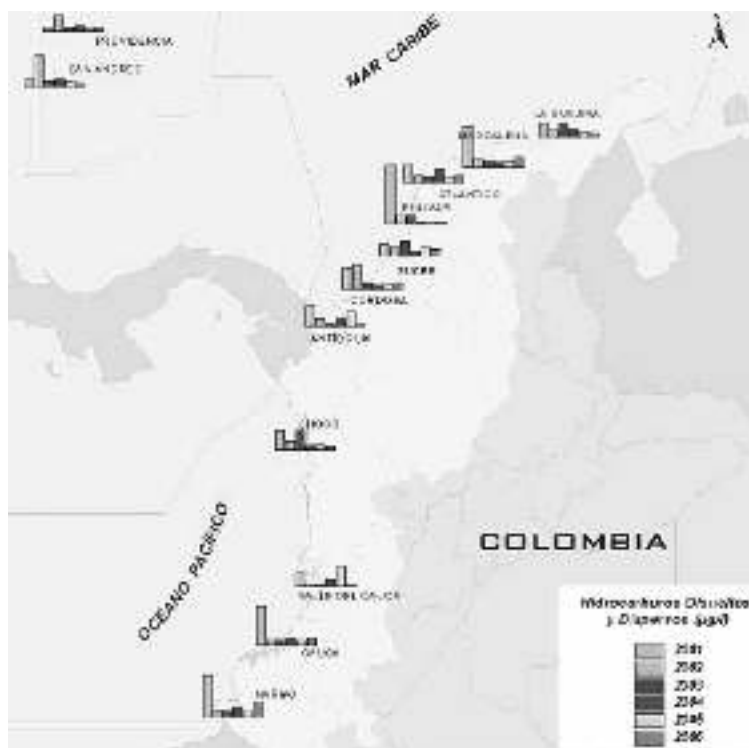 PROVIDENCIA
SAN ANDRES
MAR CARIBE
LA GUAJIRA
MAGDALENA
ATLANTICO
BOLIVAR
SUCRE
CORDOBA
ANTIOQUIA
CHOCO
OCEANO PACIFICO
COLOMBIA
VALLE DEL CAUCA
CAUCA
NARIÑO
Hidrocarburos Disueltos
y Dispersos (µg/l)
2001
2002
2003
2004
2005
2006